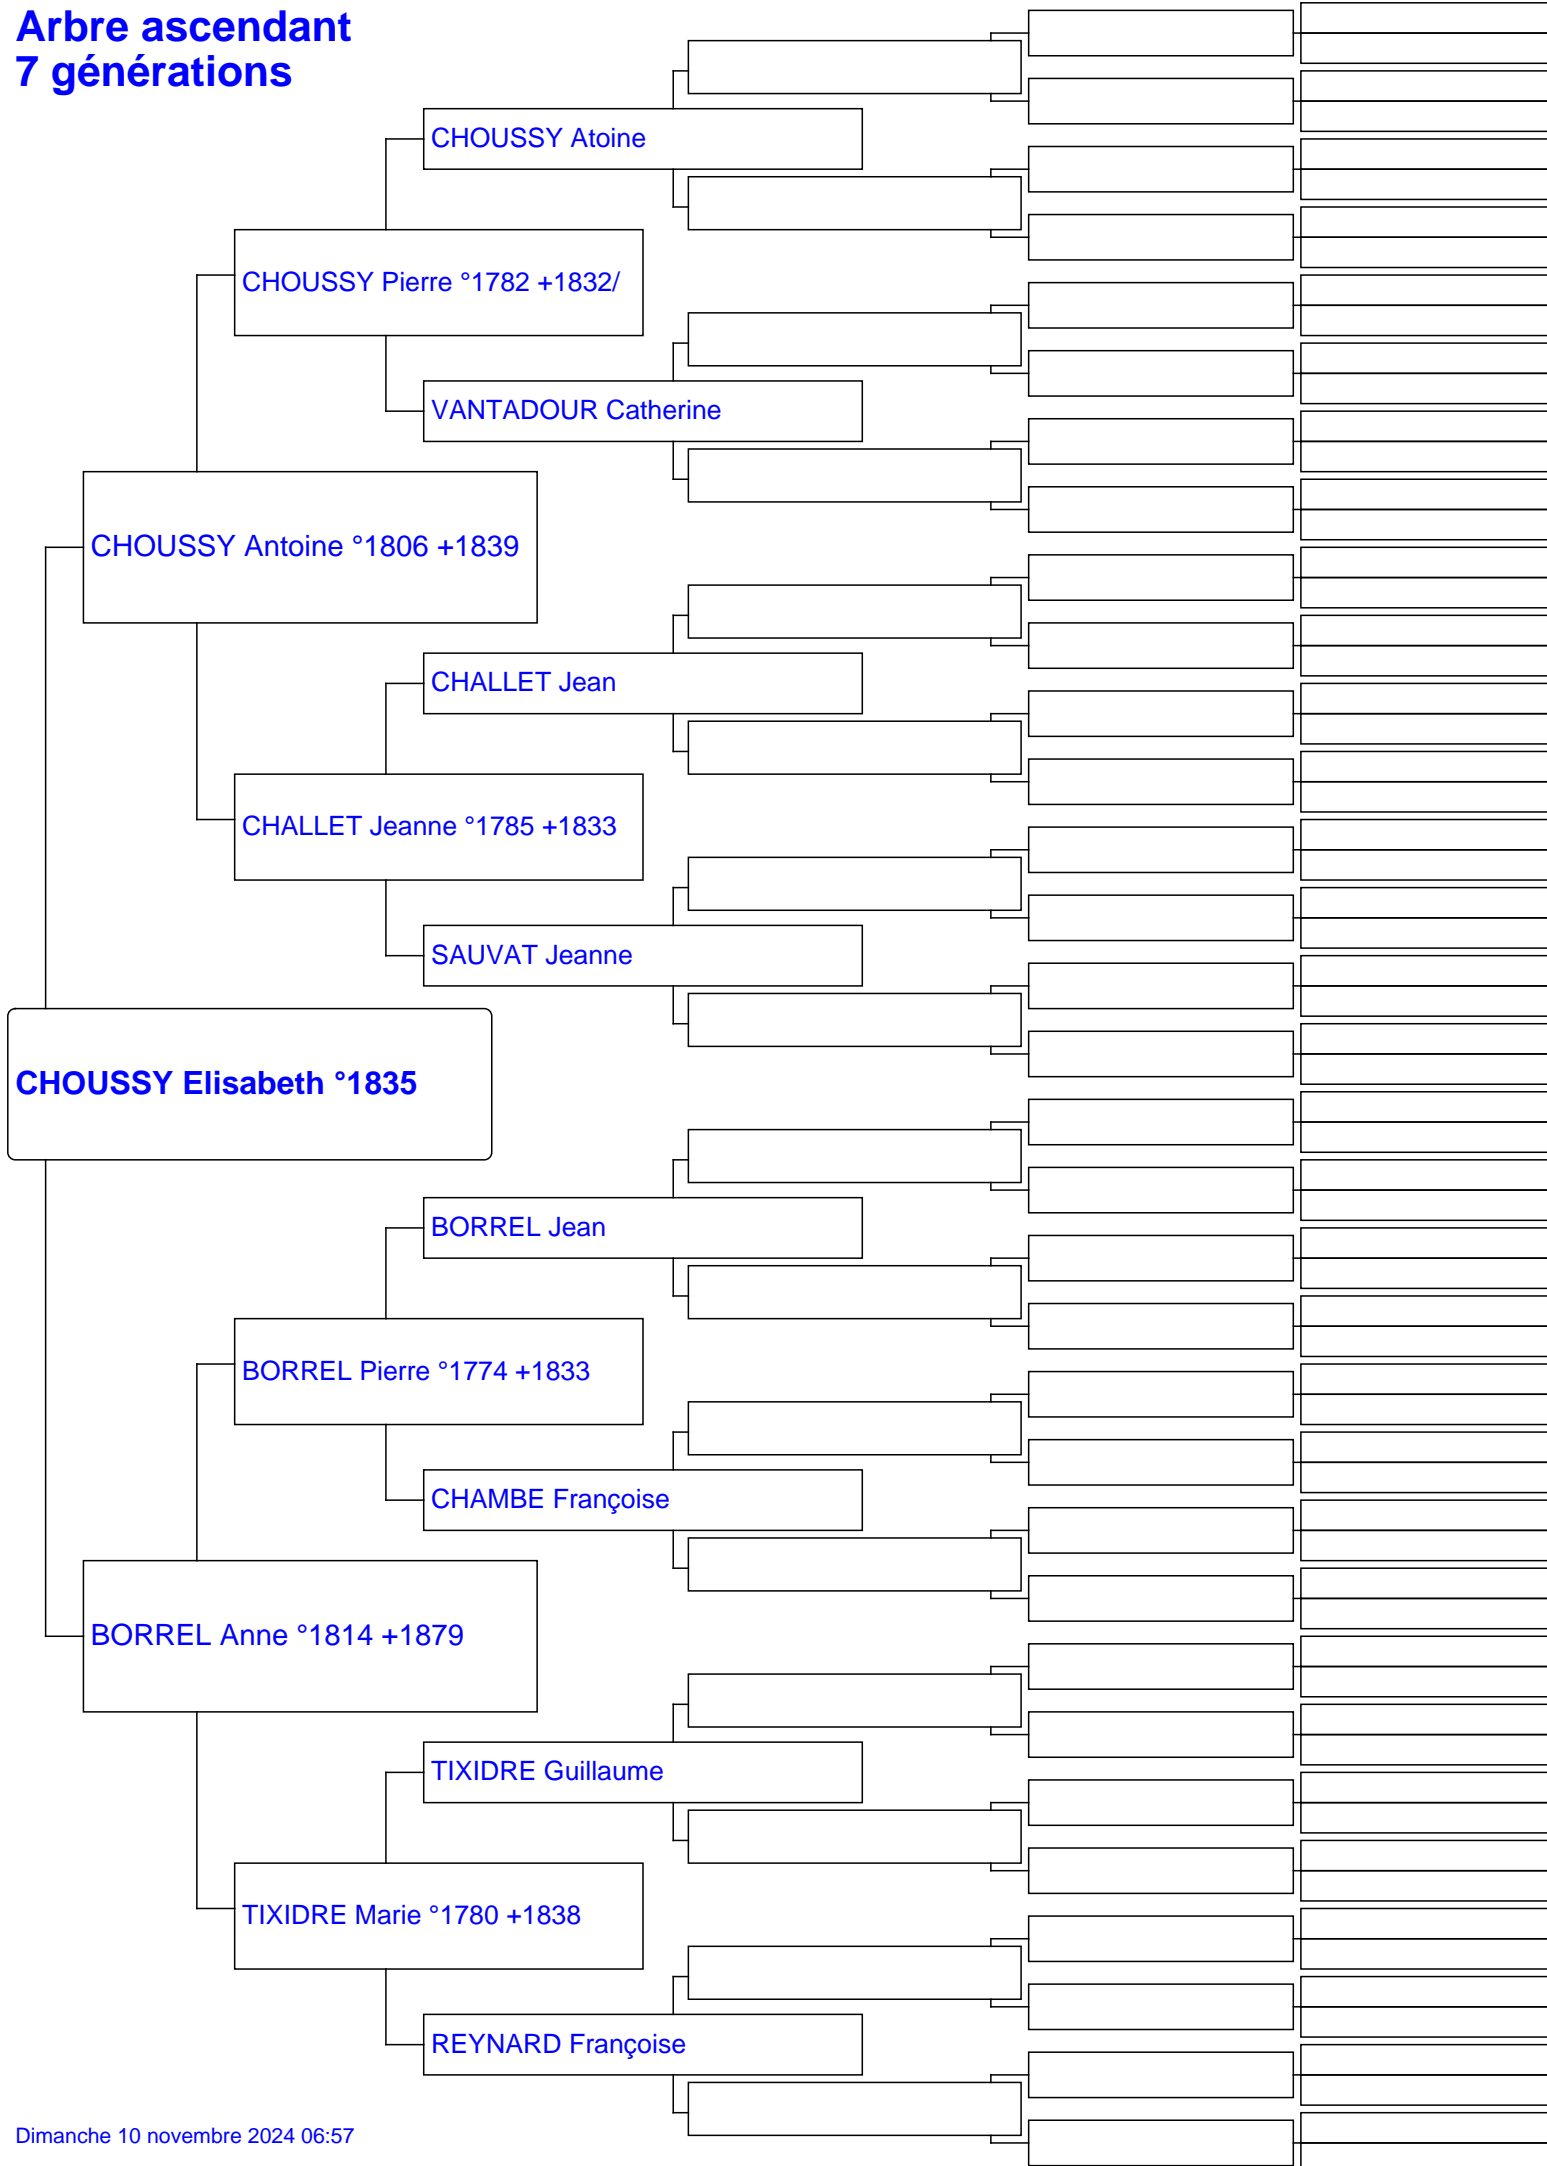 Arbre ascendant
7 générations
CHOUSSY Atoine
CHOUSSY Pierre °1782 +1832/
VANTADOUR Catherine
CHOUSSY Antoine °1806 +1839
CHALLET Jean
CHALLET Jeanne °1785 +1833
SAUVAT Jeanne
CHOUSSY Elisabeth °1835
BORREL Jean
BORREL Pierre °1774 +1833
CHAMBE Françoise
BORREL Anne °1814 +1879
TIXIDRE Guillaume
TIXIDRE Marie °1780 +1838
REYNARD Françoise
Dimanche 10 novembre 2024 06:57